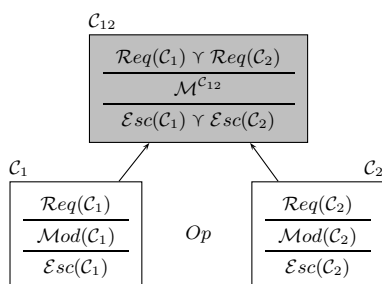 𝒞₁₂
ℛeq(𝒞₁) ⋎ ℛeq(𝒞₂)
ℳ^𝒞₁₂
ℰsc(𝒞₁) ⋎ ℰsc(𝒞₂)
𝒞₁ 𝒞₂
ℛeq(𝒞₁) ℛeq(𝒞₂)
ℳod(𝒞₁) Op ℳod(𝒞₂)
ℰsc(𝒞₁) ℰsc(𝒞₂)